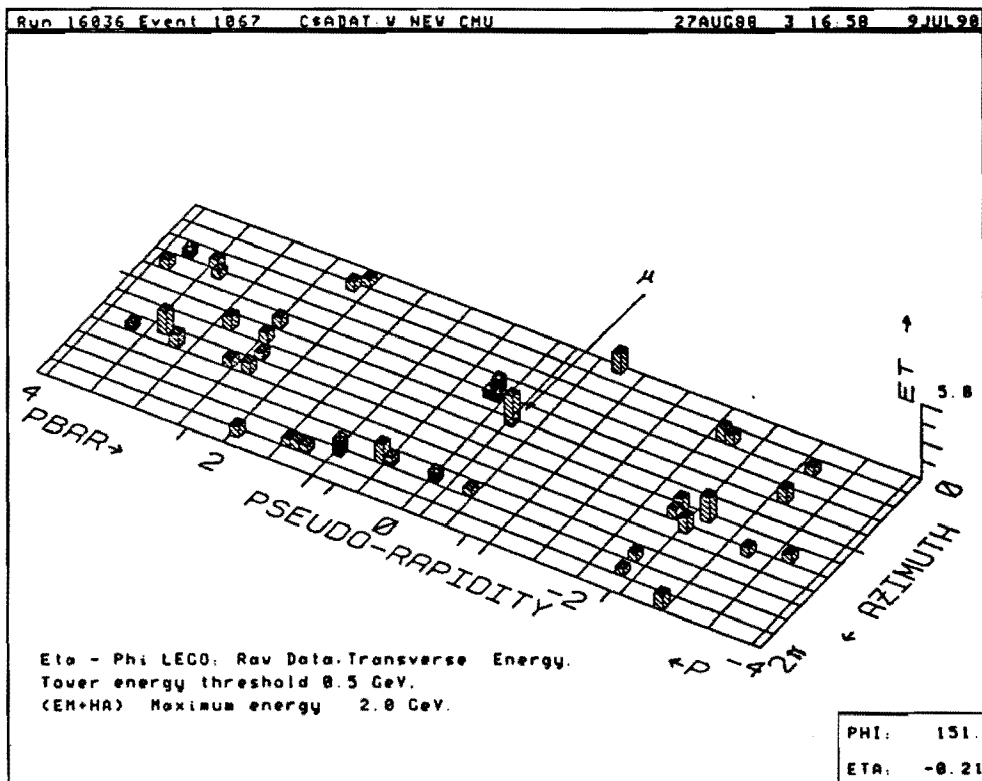 Run 16036 Event 1067 C$ADAT.W NEW CMU 27AUG88 3 16:58 9JUL90
μ
ET →
5.0
4
PBAR→
2
PSEUDO-RAPIDITY
0
-2
←P
-4
2π
← AZIMUTH
0
Eta - Phi LEGO: Raw Data.Transverse Energy.
Tower energy threshold 0.5 GeV.
(EM+HA) Maximum energy 2.0 GeV.
PHI: 151.
ETA: -0.21